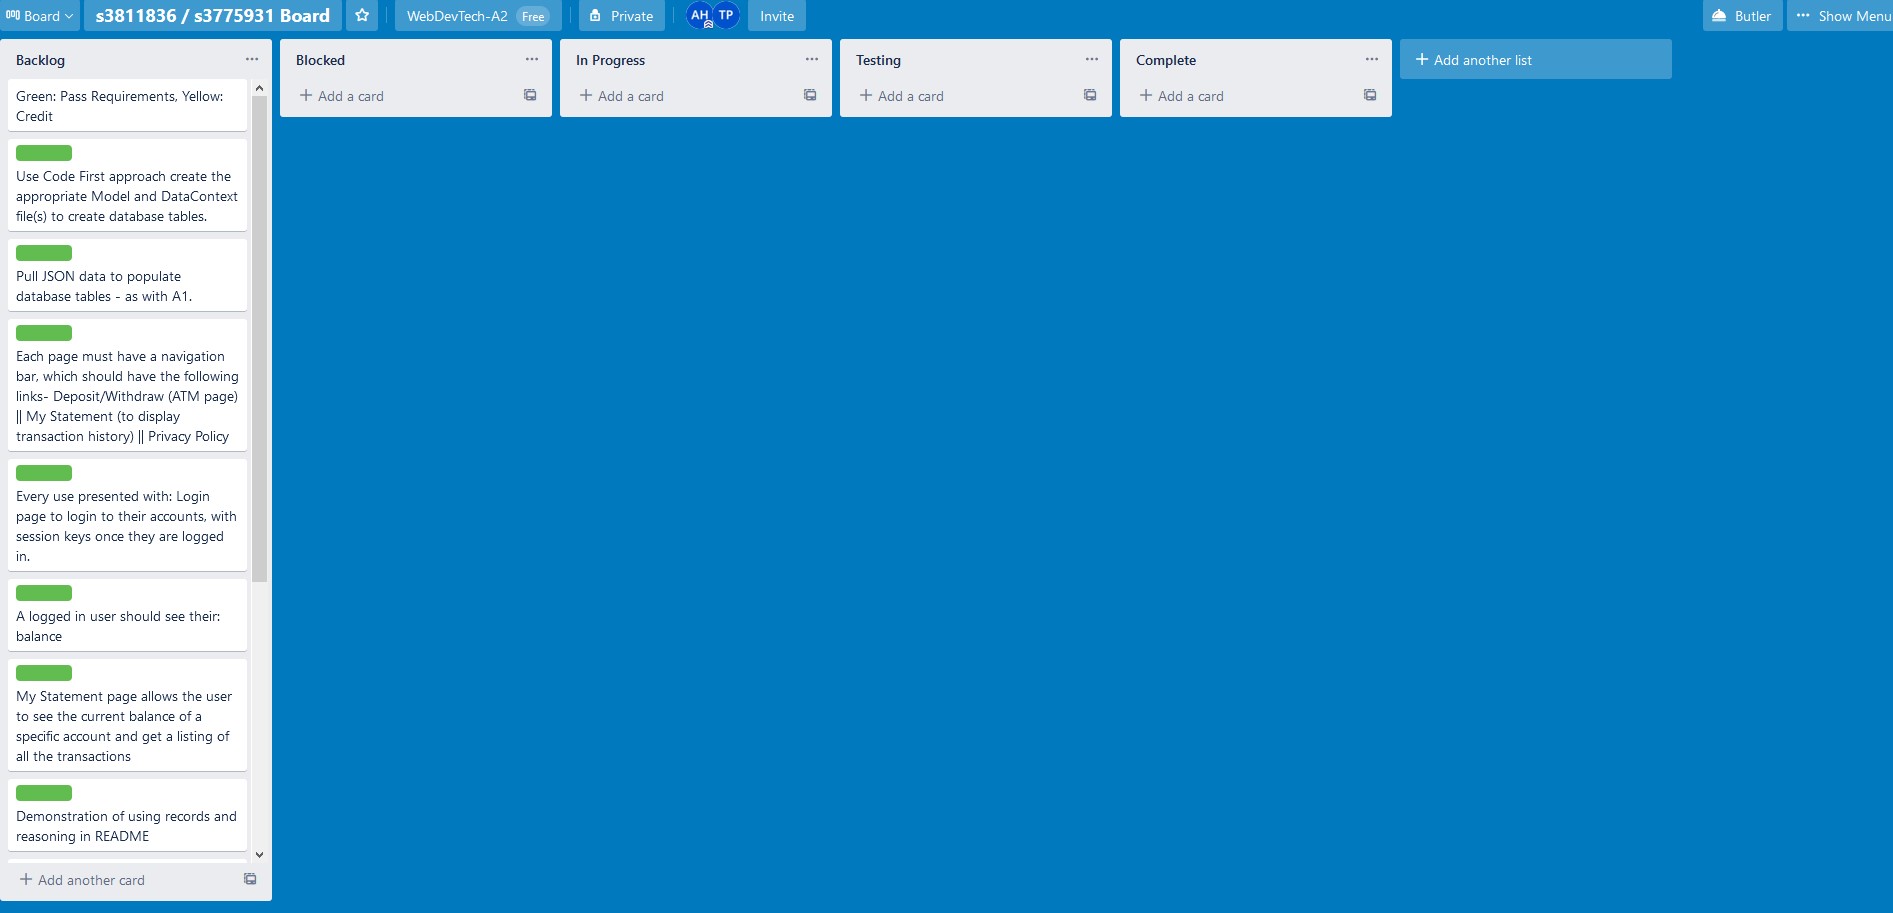 Board
s3811836 / s3775931 Board
WebDevTech-A2 Free
Private
AH TP
Invite
Butler
... Show Menu
Backlog ...
Green: Pass Requirements, Yellow:
Credit
Use Code First approach create the
appropriate Model and DataContext
file(s) to create database tables.
Pull JSON data to populate
database tables - as with A1.
Each page must have a navigation
bar, which should have the following
links- Deposit/Withdraw (ATM page)
|| My Statement (to display
transaction history) || Privacy Policy
Every use presented with: Login
page to login to their accounts, with
session keys once they are logged
in.
A logged in user should see their:
balance
My Statement page allows the user
to see the current balance of a
specific account and get a listing of
all the transactions
Demonstration of using records and
reasoning in README
+ Add another card
Blocked ...
+ Add a card
In Progress ...
+ Add a card
Testing ...
+ Add a card
Complete ...
+ Add a card
+ Add another list